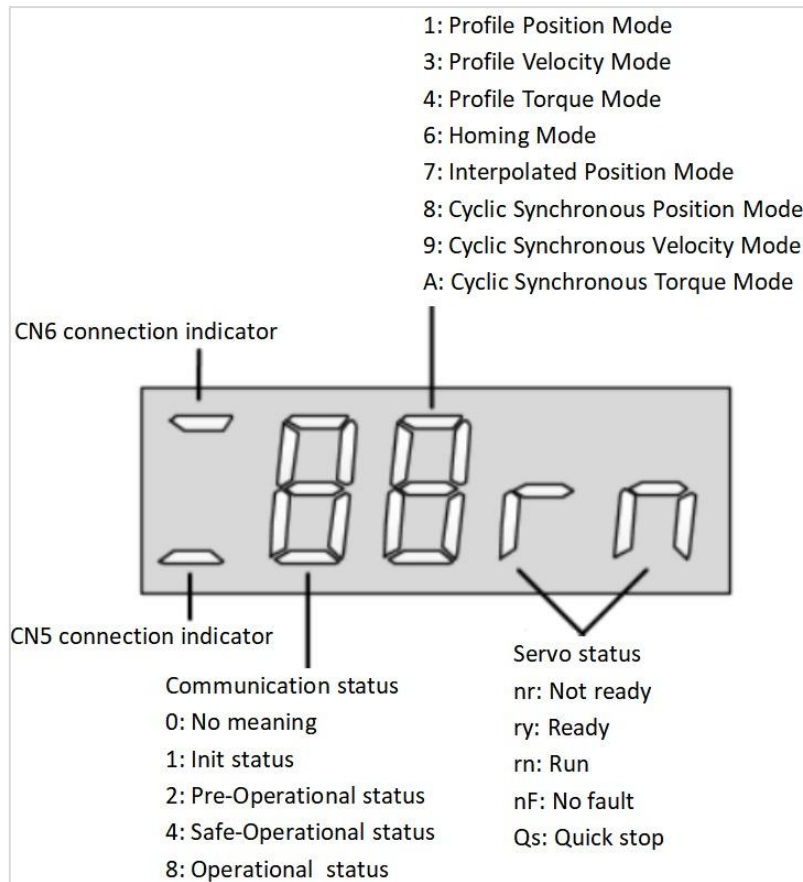 1: Profile Position Mode
3: Profile Velocity Mode
4: Profile Torque Mode
6: Homing Mode
7: Interpolated Position Mode
8: Cyclic Synchronous Position Mode
9: Cyclic Synchronous Velocity Mode
A: Cyclic Synchronous Torque Mode
CN6 connection indicator
88rn
CN5 connection indicator
Communication status
0: No meaning
1: Init status
2: Pre-Operational status
4: Safe-Operational status
8: Operational status
Servo status
nr: Not ready
ry: Ready
rn: Run
nF: No fault
Qs: Quick stop